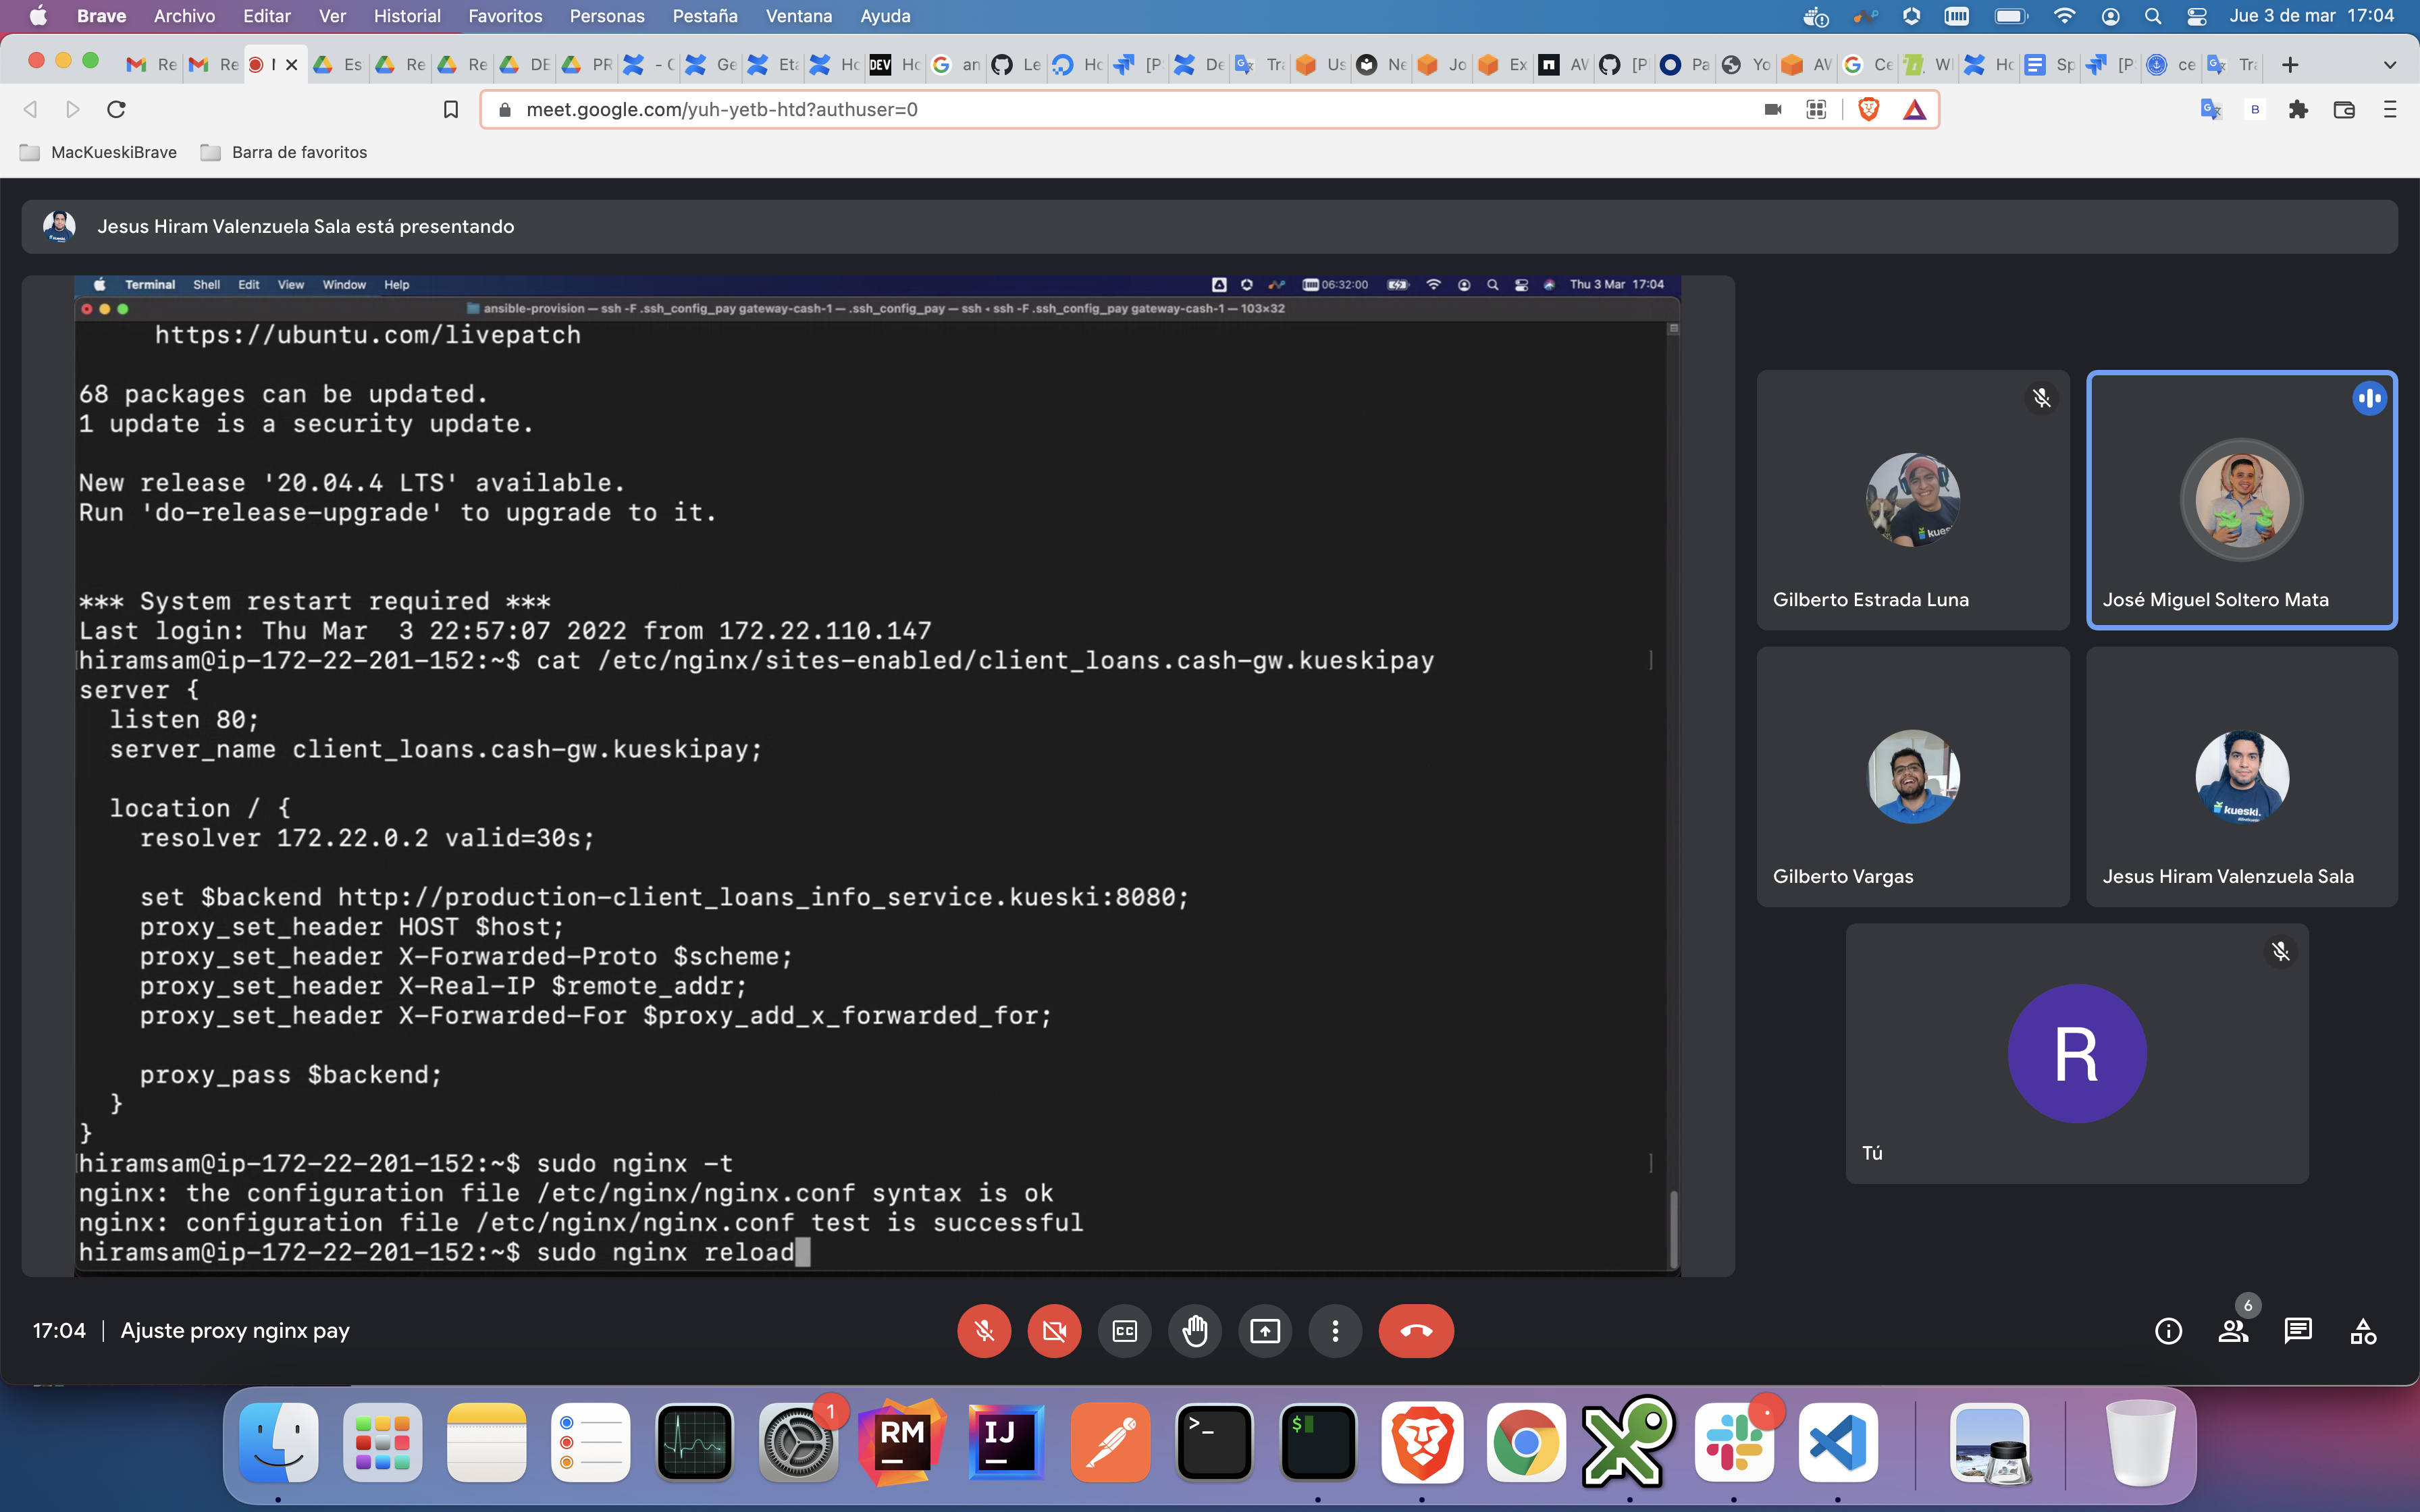 Brave Archivo Editar Ver Historial Favoritos Personas Pestaña Ventana Ayuda Jue 3 de mar 17:04
Re Re Es Re Re DE PR Ge Eta Ho DEV Ho an Le Ho [P De Tra Us Ne Jo Ex [P Pa Yo Ce W Ho Sp [P ce Tra
meet.google.com/yuh-yetb-htd?authuser=0
MacKueskiBrave Barra de favoritos
Jesus Hiram Valenzuela Sala está presentando
Terminal Shell Edit View Window Help 06:32:00 Thu 3 Mar 17:04
ansible-provision — ssh -F .ssh_config_pay gateway-cash-1 — .ssh_config_pay — ssh ◂ ssh -F .ssh_config_pay gateway-cash-1 — 103×32
https://ubuntu.com/livepatch
68 packages can be updated.
1 update is a security update.
New release '20.04.4 LTS' available.
Run 'do-release-upgrade' to upgrade to it.
*** System restart required ***
Last login: Thu Mar  3 22:57:07 2022 from 172.22.110.147
hiramsam@ip-172-22-201-152:~$ cat /etc/nginx/sites-enabled/client_loans.cash-gw.kueskipay
server {
listen 80;
server_name client_loans.cash-gw.kueskipay;
location / {
resolver 172.22.0.2 valid=30s;
set $backend http://production-client_loans_info_service.kueski:8080;
proxy_set_header HOST $host;
proxy_set_header X-Forwarded-Proto $scheme;
proxy_set_header X-Real-IP $remote_addr;
proxy_set_header X-Forwarded-For $proxy_add_x_forwarded_for;
proxy_pass $backend;
}
}
hiramsam@ip-172-22-201-152:~$ sudo nginx -t
nginx: the configuration file /etc/nginx/nginx.conf syntax is ok
nginx: configuration file /etc/nginx/nginx.conf test is successful
hiramsam@ip-172-22-201-152:~$ sudo nginx reload
Gilberto Estrada Luna
José Miguel Soltero Mata
Gilberto Vargas
kueski.
Jesus Hiram Valenzuela Sala
R
Tú
17:04 | Ajuste proxy nginx pay
CC
6
1
RM
IJ
>_
$